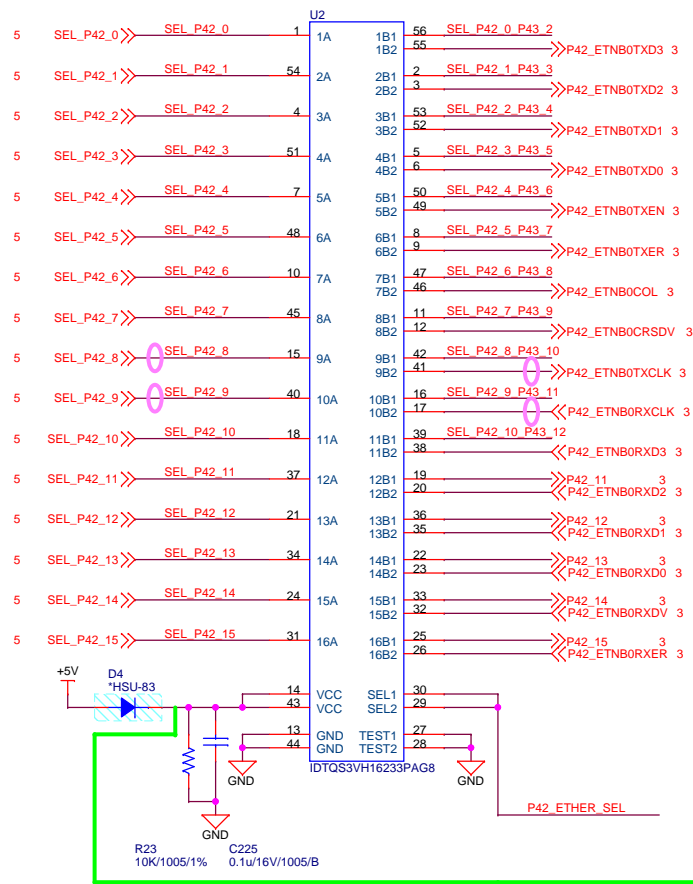 U2
5 SEL_P42_0 SEL_P42_0 1 1A 1B1 56 SEL_P42_0_P43_2
1B2 55 P42_ETNB0TXD3 3
5 SEL_P42_1 SEL_P42_1 54 2A 2B1 2 SEL_P42_1_P43_3
2B2 3 P42_ETNB0TXD2 3
5 SEL_P42_2 SEL_P42_2 4 3A 3B1 53 SEL_P42_2_P43_4
3B2 52 P42_ETNB0TXD1 3
5 SEL_P42_3 SEL_P42_3 51 4A 4B1 5 SEL_P42_3_P43_5
4B2 6 P42_ETNB0TXD0 3
5 SEL_P42_4 SEL_P42_4 7 5A 5B1 50 SEL_P42_4_P43_6
5B2 49 P42_ETNB0TXEN 3
5 SEL_P42_5 SEL_P42_5 48 6A 6B1 8 SEL_P42_5_P43_7
6B2 9 P42_ETNB0TXER 3
5 SEL_P42_6 SEL_P42_6 10 7A 7B1 47 SEL_P42_6_P43_8
7B2 46 P42_ETNB0COL 3
5 SEL_P42_7 SEL_P42_7 45 8A 8B1 11 SEL_P42_7_P43_9
8B2 12 P42_ETNB0CRSDV 3
5 SEL_P42_8 SEL_P42_8 15 9A 9B1 42 SEL_P42_8_P43_10
9B2 41 P42_ETNB0TXCLK 3
5 SEL_P42_9 SEL_P42_9 40 10A 10B1 16 SEL_P42_9_P43_11
10B2 17 P42_ETNB0RXCLK 3
5 SEL_P42_10 SEL_P42_10 18 11A 11B1 39 SEL_P42_10_P43_12
11B2 38 P42_ETNB0RXD3 3
5 SEL_P42_11 SEL_P42_11 37 12A 12B1 19 P42_11 3
12B2 20 P42_ETNB0RXD2 3
5 SEL_P42_12 SEL_P42_12 21 13A 13B1 36 P42_12 3
13B2 35 P42_ETNB0RXD1 3
5 SEL_P42_13 SEL_P42_13 34 14A 14B1 22 P42_13 3
14B2 23 P42_ETNB0RXD0 3
5 SEL_P42_14 SEL_P42_14 24 15A 15B1 33 P42_14 3
15B2 32 P42_ETNB0RXDV 3
5 SEL_P42_15 SEL_P42_15 31 16A 16B1 25 P42_15 3
16B2 26 P42_ETNB0RXER 3
+5V D4
*HSU-83
14 VCC SEL1 30
43 VCC SEL2 29
13 GND TEST1 27
44 GND TEST2 28
IDTQS3VH16233PAG8
GND GND
P42_ETHER_SEL
GND
R23 C225
10K/1005/1% 0.1u/16V/1005/B